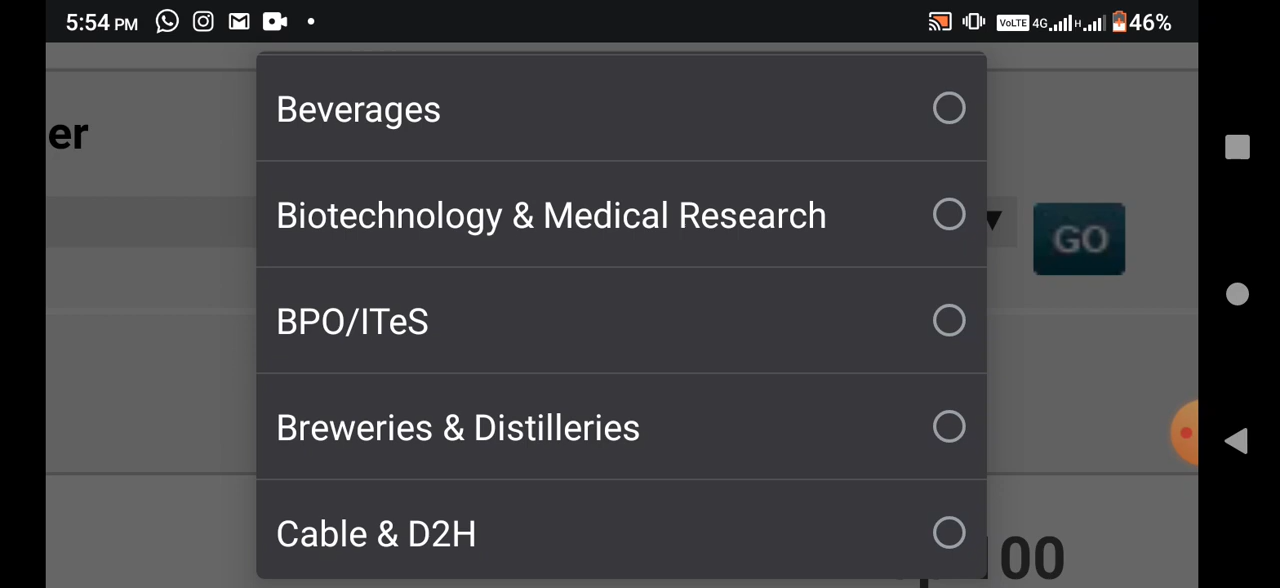 5:54 PM VoLTE 4G H 46%
Beverages
er
Biotechnology & Medical Research
GO
BPO/ITeS
Breweries & Distilleries
Cable & D2H
00